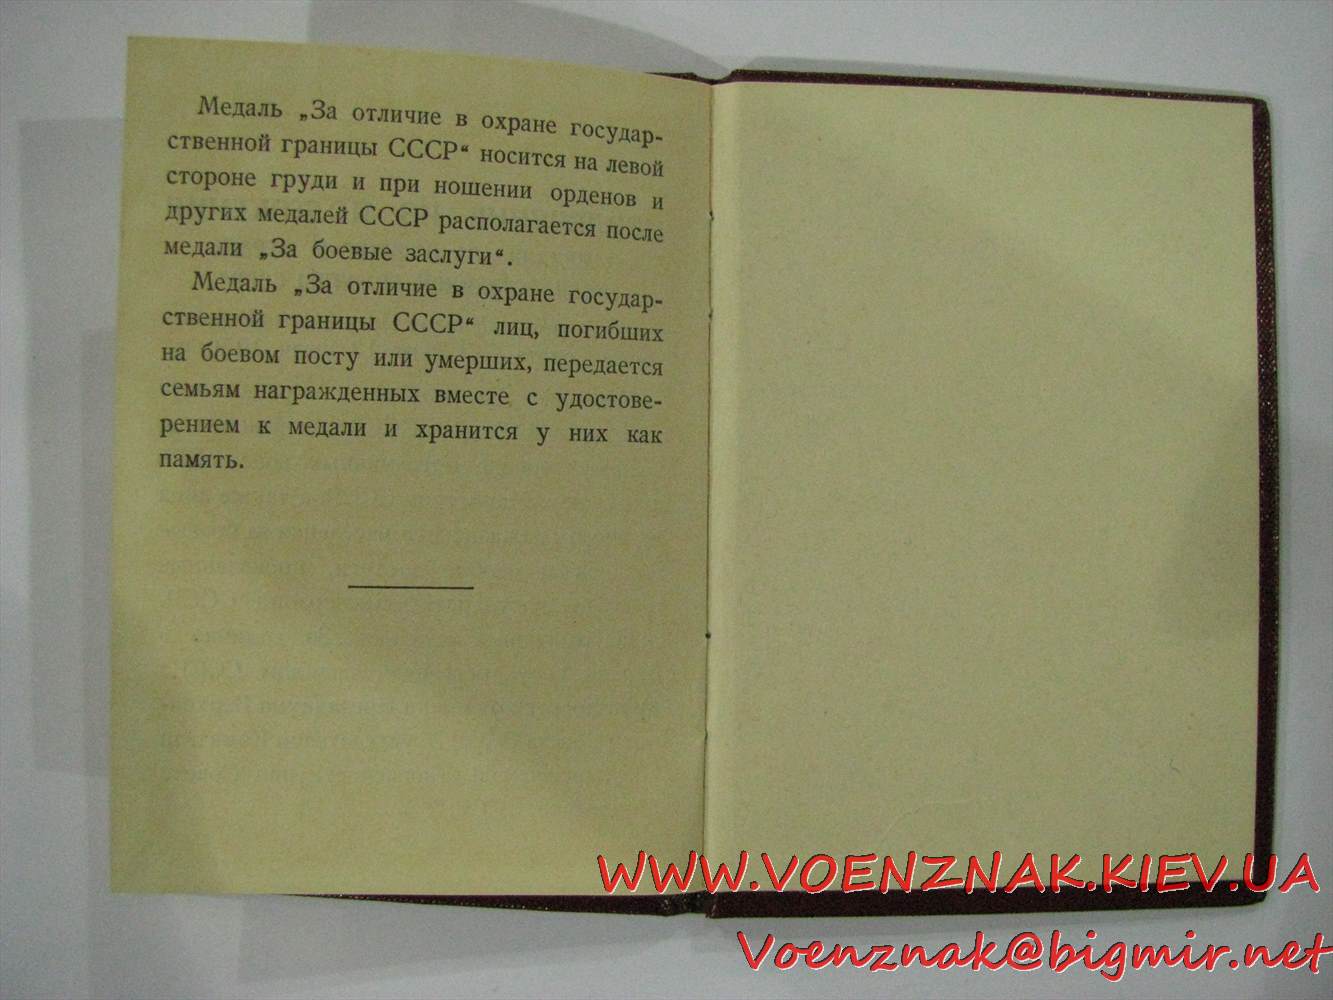 Медаль „За отличие в охране государ-
ственной границы СССР“ носится на левой
стороне груди и при ношении орденов и
других медалей СССР располагается после
медали „За боевые заслуги“.
Медаль „За отличие в охране государ-
ственной границы СССР“ лиц, погибших
на боевом посту или умерших, передается
семьям награжденных вместе с удостове-
рением к медали и хранится у них как
память.
WWW.VOENZNAK.KIEV.UA
Voenznak@bigmir.net